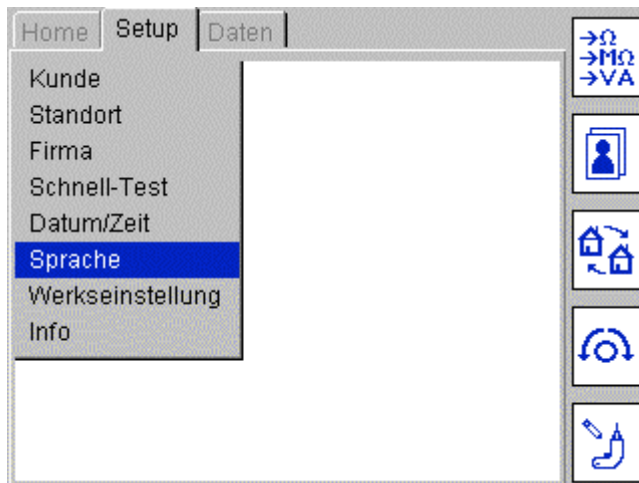 Home Setup Daten
Kunde
Standort
Firma
Schnell-Test
Datum/Zeit
Sprache
Werkseinstellung
Info
→Ω
→MΩ
→VA